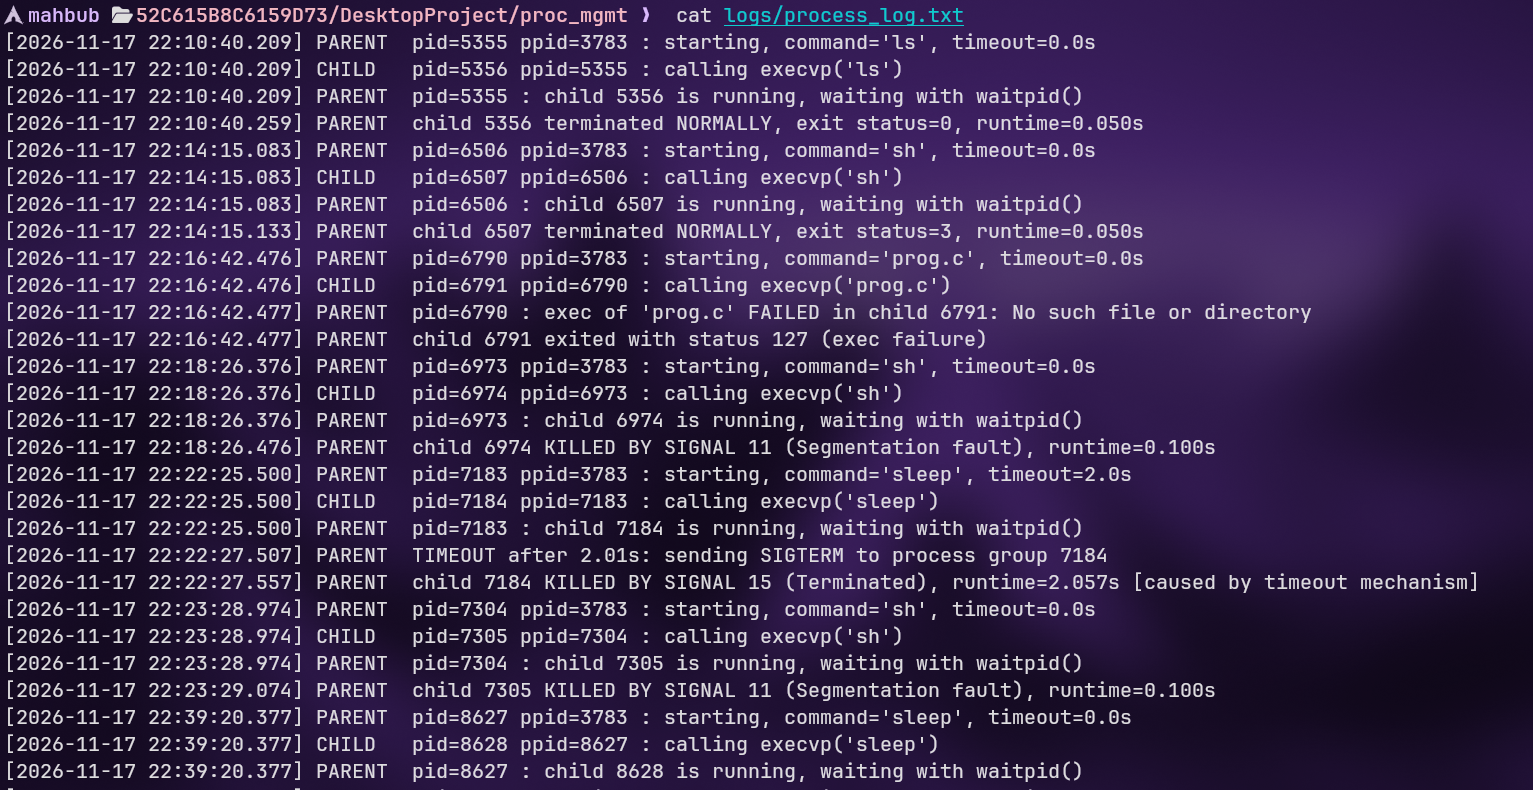 mahbub 52C615B8C6159D73/DesktopProject/proc_mgmt ❯ cat logs/process_log.txt
[2026-11-17 22:10:40.209] PARENT  pid=5355 ppid=3783 : starting, command='ls', timeout=0.0s
[2026-11-17 22:10:40.209] CHILD   pid=5356 ppid=5355 : calling execvp('ls')
[2026-11-17 22:10:40.209] PARENT  pid=5355 : child 5356 is running, waiting with waitpid()
[2026-11-17 22:10:40.259] PARENT  child 5356 terminated NORMALLY, exit status=0, runtime=0.050s
[2026-11-17 22:14:15.083] PARENT  pid=6506 ppid=3783 : starting, command='sh', timeout=0.0s
[2026-11-17 22:14:15.083] CHILD   pid=6507 ppid=6506 : calling execvp('sh')
[2026-11-17 22:14:15.083] PARENT  pid=6506 : child 6507 is running, waiting with waitpid()
[2026-11-17 22:14:15.133] PARENT  child 6507 terminated NORMALLY, exit status=3, runtime=0.050s
[2026-11-17 22:16:42.476] PARENT  pid=6790 ppid=3783 : starting, command='prog.c', timeout=0.0s
[2026-11-17 22:16:42.476] CHILD   pid=6791 ppid=6790 : calling execvp('prog.c')
[2026-11-17 22:16:42.477] PARENT  pid=6790 : exec of 'prog.c' FAILED in child 6791: No such file or directory
[2026-11-17 22:16:42.477] PARENT  child 6791 exited with status 127 (exec failure)
[2026-11-17 22:18:26.376] PARENT  pid=6973 ppid=3783 : starting, command='sh', timeout=0.0s
[2026-11-17 22:18:26.376] CHILD   pid=6974 ppid=6973 : calling execvp('sh')
[2026-11-17 22:18:26.376] PARENT  pid=6973 : child 6974 is running, waiting with waitpid()
[2026-11-17 22:18:26.476] PARENT  child 6974 KILLED BY SIGNAL 11 (Segmentation fault), runtime=0.100s
[2026-11-17 22:22:25.500] PARENT  pid=7183 ppid=3783 : starting, command='sleep', timeout=2.0s
[2026-11-17 22:22:25.500] CHILD   pid=7184 ppid=7183 : calling execvp('sleep')
[2026-11-17 22:22:25.500] PARENT  pid=7183 : child 7184 is running, waiting with waitpid()
[2026-11-17 22:22:27.507] PARENT  TIMEOUT after 2.01s: sending SIGTERM to process group 7184
[2026-11-17 22:22:27.557] PARENT  child 7184 KILLED BY SIGNAL 15 (Terminated), runtime=2.057s [caused by timeout mechanism]
[2026-11-17 22:23:28.974] PARENT  pid=7304 ppid=3783 : starting, command='sh', timeout=0.0s
[2026-11-17 22:23:28.974] CHILD   pid=7305 ppid=7304 : calling execvp('sh')
[2026-11-17 22:23:28.974] PARENT  pid=7304 : child 7305 is running, waiting with waitpid()
[2026-11-17 22:23:29.074] PARENT  child 7305 KILLED BY SIGNAL 11 (Segmentation fault), runtime=0.100s
[2026-11-17 22:39:20.377] PARENT  pid=8627 ppid=3783 : starting, command='sleep', timeout=0.0s
[2026-11-17 22:39:20.377] CHILD   pid=8628 ppid=8627 : calling execvp('sleep')
[2026-11-17 22:39:20.377] PARENT  pid=8627 : child 8628 is running, waiting with waitpid()